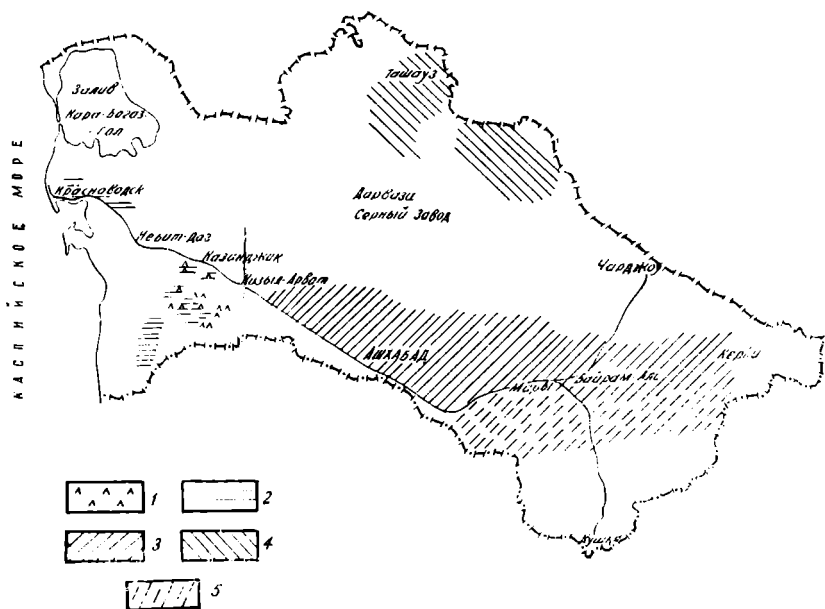 Ташауз
Залив
Кара-Богаз-
Гол
КАСПИЙСКОЕ МОРЕ
Красноводск
Дарваза
Серный Завод
Небит-Даг
Казанджик
Кизыл-Арват
Чарджоу
АШХАБАД
Керки
Мары
Байрам Али
Кушка
1
2
3
4
5